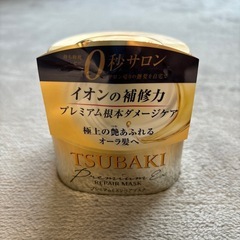 0秒サロン
イオンの補修力
プレミアム根本ダメージケア
&
極上の艶あふれる
オーラ髪へ
TSUBAKI
Premium Ex
REPAIR MASK